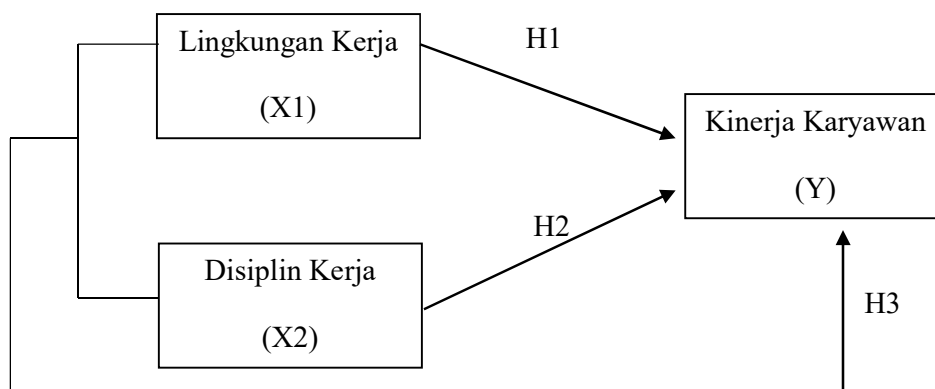 Lingkungan Kerja
(X1)
H1
Kinerja Karyawan
(Y)
H2
Disiplin Kerja
(X2)
H3